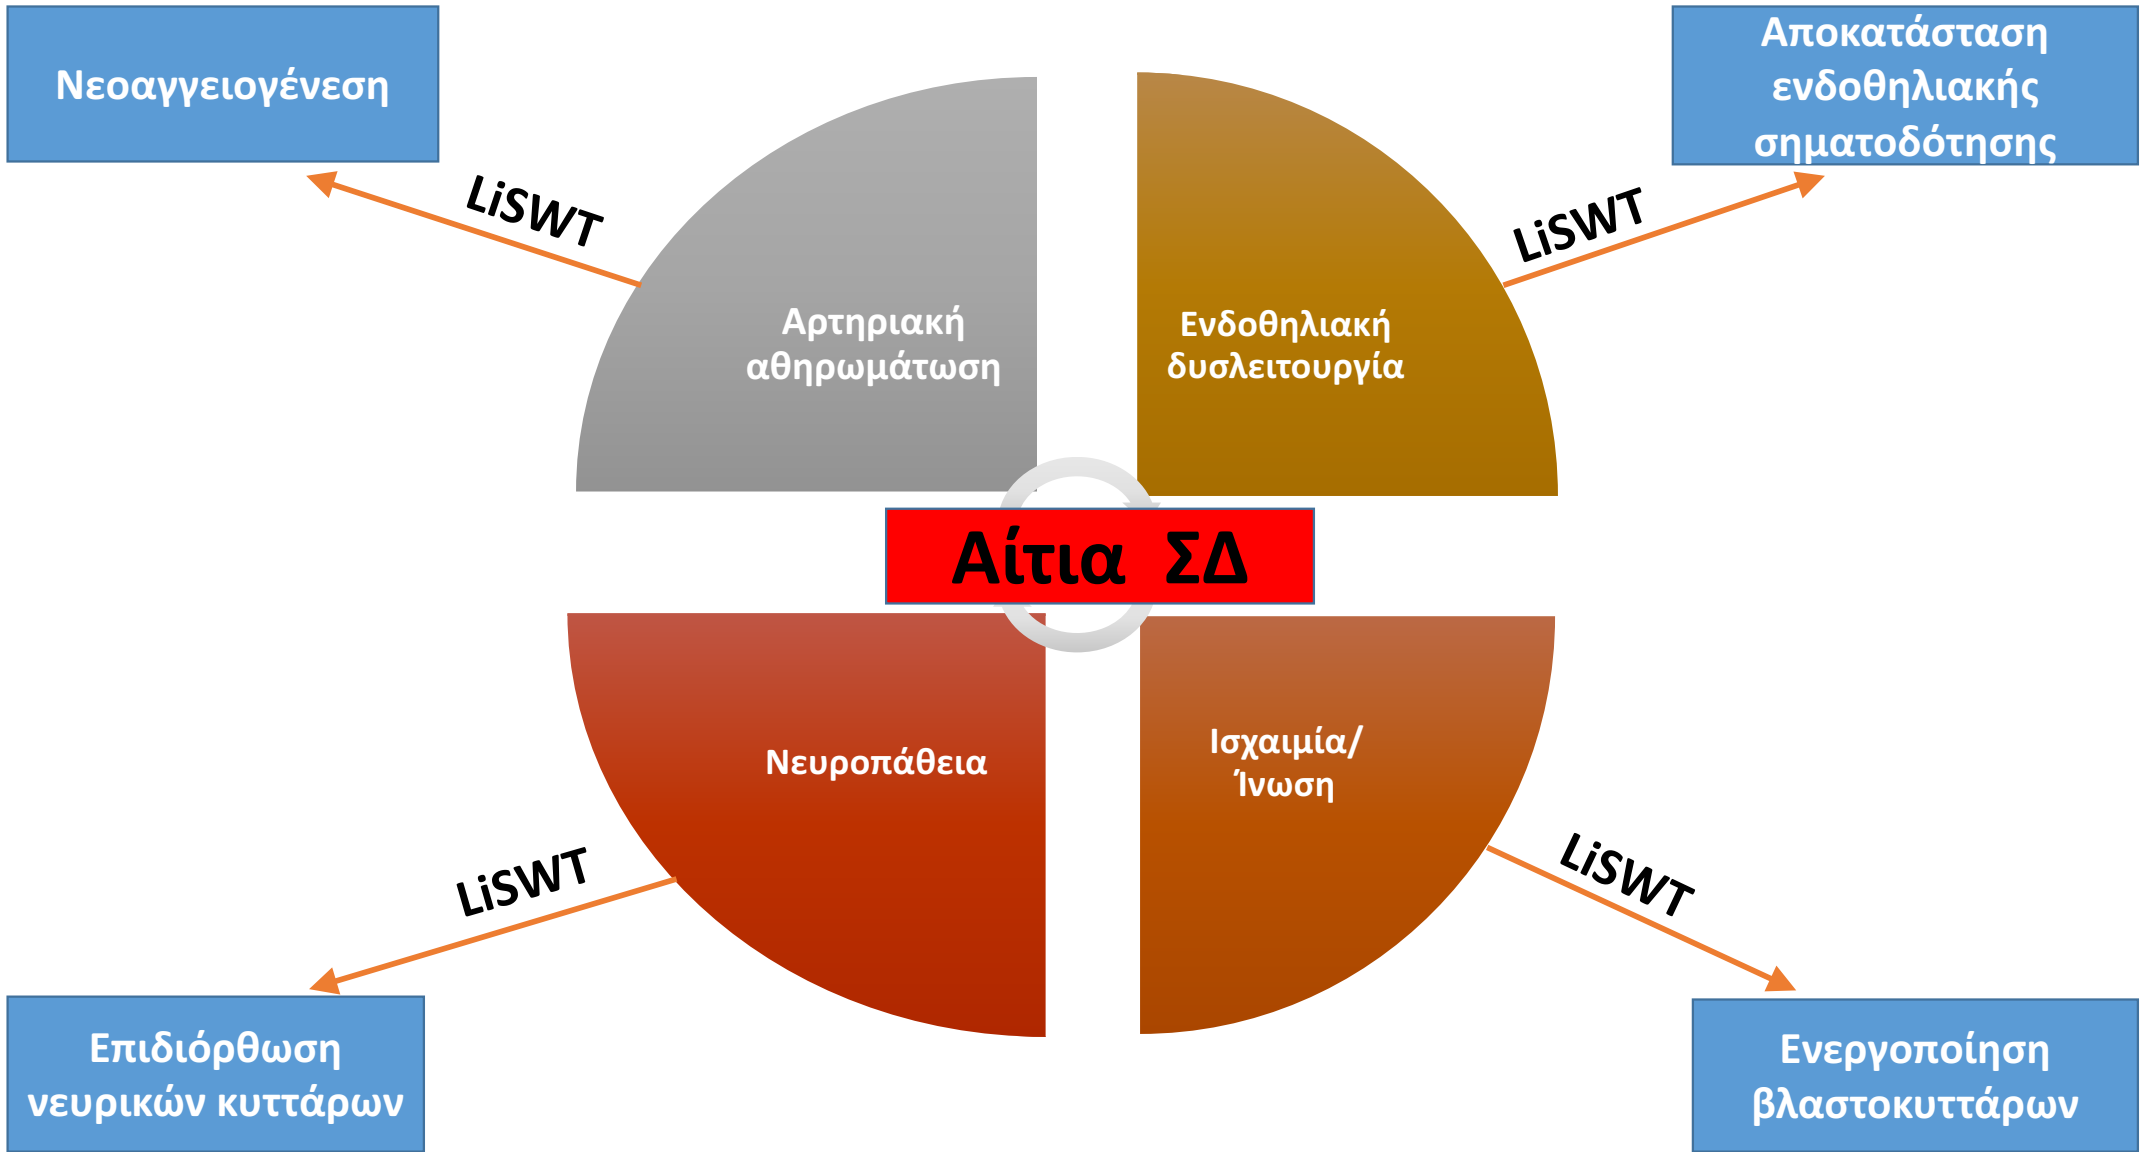 Νεοαγγειογένεση
Αποκατάσταση
ενδοθηλιακής
σηματοδότησης
LiSWT
LiSWT
Αρτηριακή
αθηρωμάτωση
Ενδοθηλιακή
δυσλειτουργία
Αίτια ΣΔ
Νευροπάθεια
Ισχαιμία/
Ίνωση
LiSWT
LiSWT
Επιδιόρθωση
νευρικών κυττάρων
Ενεργοποίηση
βλαστοκυττάρων